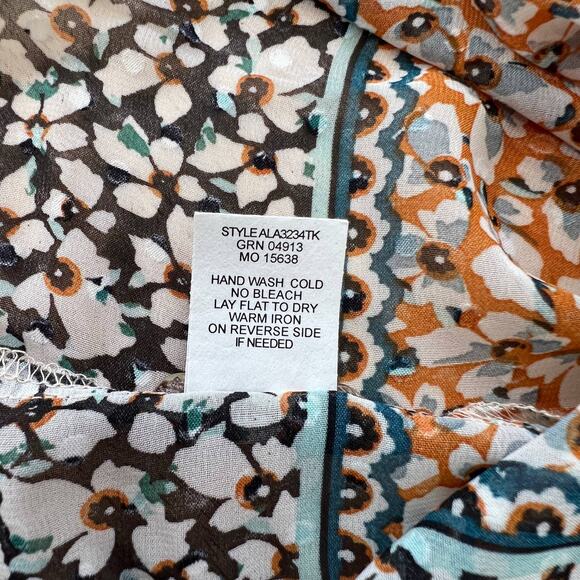 STYLE ALA3234TK
GRN 04913
MO 15638
HAND WASH COLD
NO BLEACH
LAY FLAT TO DRY
WARM IRON
ON REVERSE SIDE
IF NEEDED